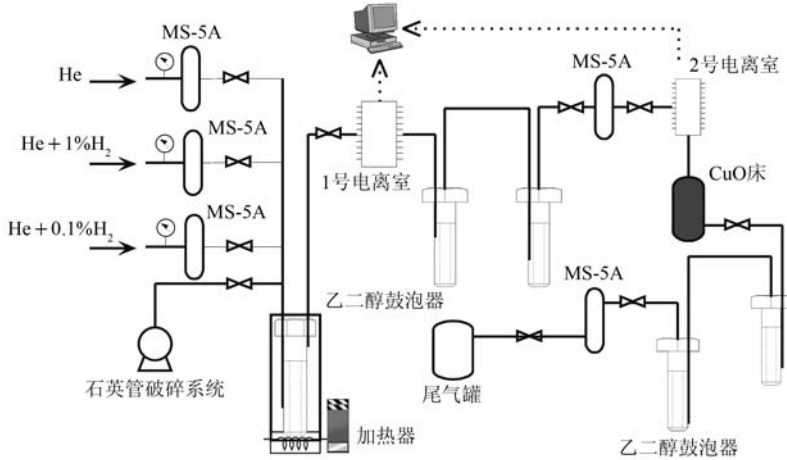 MS-5A
He
MS-5A
He+1%H₂
MS-5A
He+0.1%H₂
石英管破碎系统
加热器
1号电离室
乙二醇鼓泡器
MS-5A
2号电离室
CuO床
MS-5A
尾气罐
乙二醇鼓泡器